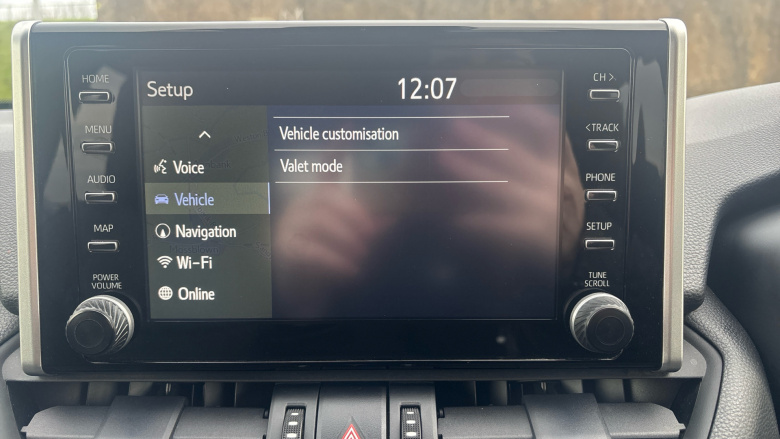 Setup
12:07
HOME
MENU
AUDIO
MAP
POWER
VOLUME
Voice
Vehicle
Navigation
Wi-Fi
Online
Vehicle customisation
Valet mode
CH >
<TRACK
PHONE
SETUP
TUNE
SCROLL